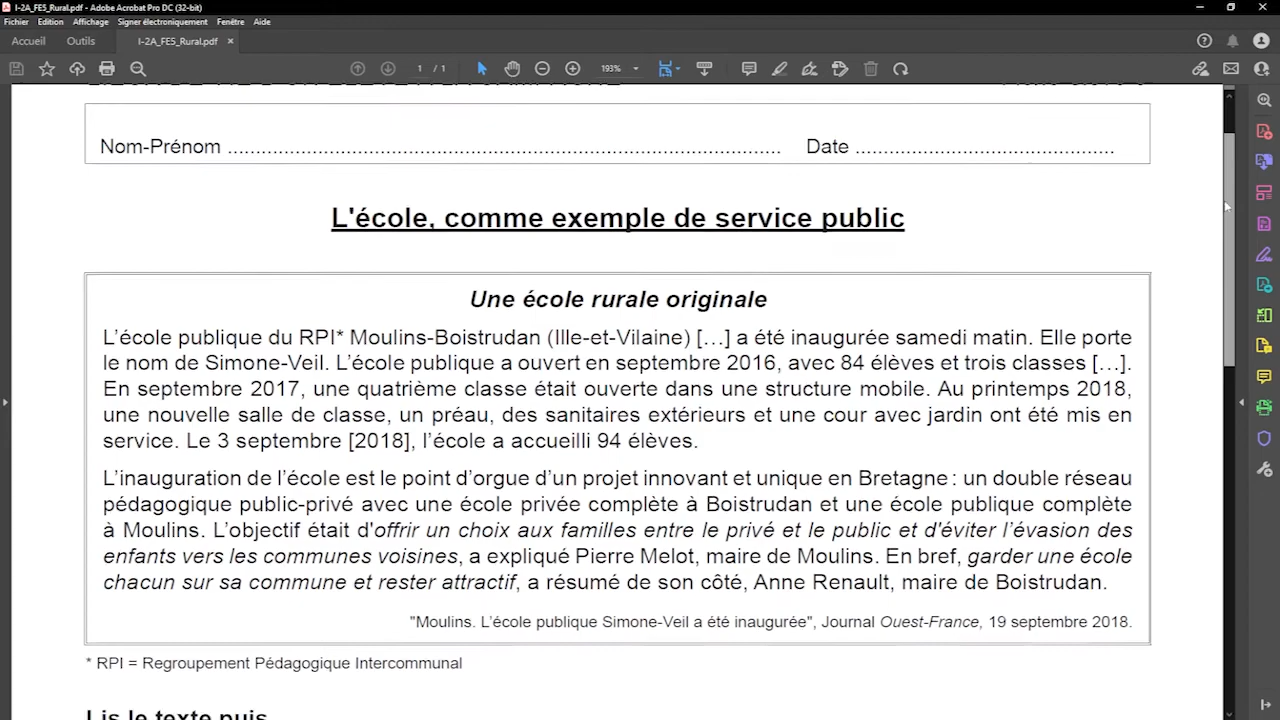 I-2A_FE5_Rural.pdf - Adobe Acrobat Pro DC (32-bit)
Fichier Edition Affichage Signer électroniquement Fenêtre Aide
Accueil Outils I-2A_FE5_Rural.pdf ×
1 / 1 193%
Nom-Prénom .................................................................................................... Date ...............................................
L'école, comme exemple de service public
Une école rurale originale
L’école publique du RPI* Moulins-Boistrudan (Ille-et-Vilaine) […] a été inaugurée samedi matin. Elle porte
le nom de Simone-Veil. L’école publique a ouvert en septembre 2016, avec 84 élèves et trois classes […].
En septembre 2017, une quatrième classe était ouverte dans une structure mobile. Au printemps 2018,
une nouvelle salle de classe, un préau, des sanitaires extérieurs et une cour avec jardin ont été mis en
service. Le 3 septembre [2018], l’école a accueilli 94 élèves.
L’inauguration de l’école est le point d’orgue d’un projet innovant et unique en Bretagne : un double réseau
pédagogique public-privé avec une école privée complète à Boistrudan et une école publique complète
à Moulins. L’objectif était d'offrir un choix aux familles entre le privé et le public et d'éviter l’évasion des
enfants vers les communes voisines, a expliqué Pierre Melot, maire de Moulins. En bref, garder une école
chacun sur sa commune et rester attractif, a résumé de son côté, Anne Renault, maire de Boistrudan.
"Moulins. L’école publique Simone-Veil a été inaugurée", Journal Ouest-France, 19 septembre 2018.
* RPI = Regroupement Pédagogique Intercommunal
Lis le texte puis